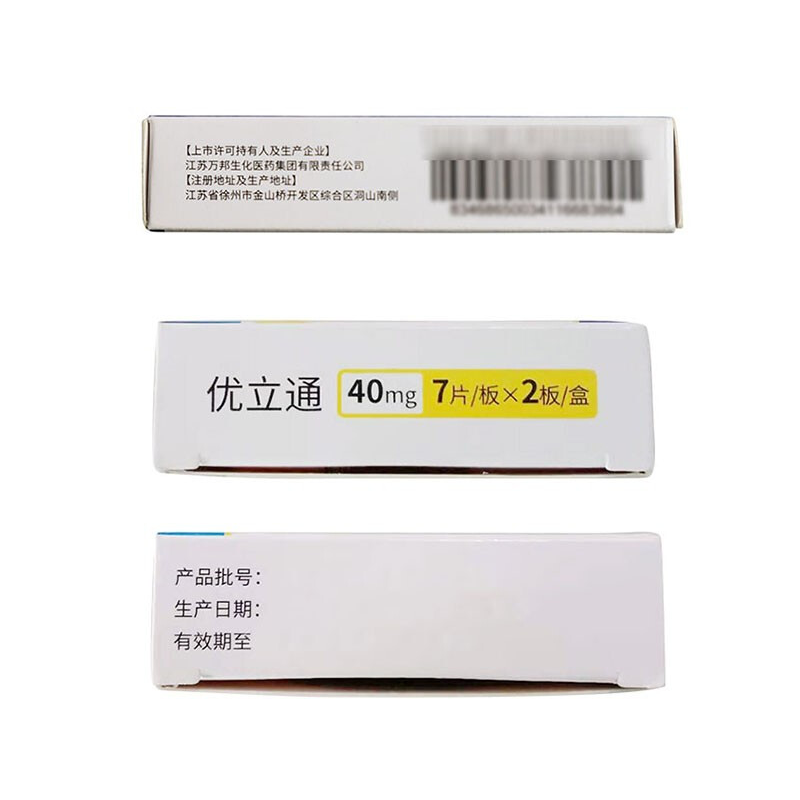 【上市许可持有人及生产企业】
江苏万邦生化医药集团有限责任公司
【注册地址及生产地址】
江苏省徐州市金山桥开发区综合区洞山南侧
优立通 40mg 7片/板×2板/盒
产品批号：
生产日期：
有效期至